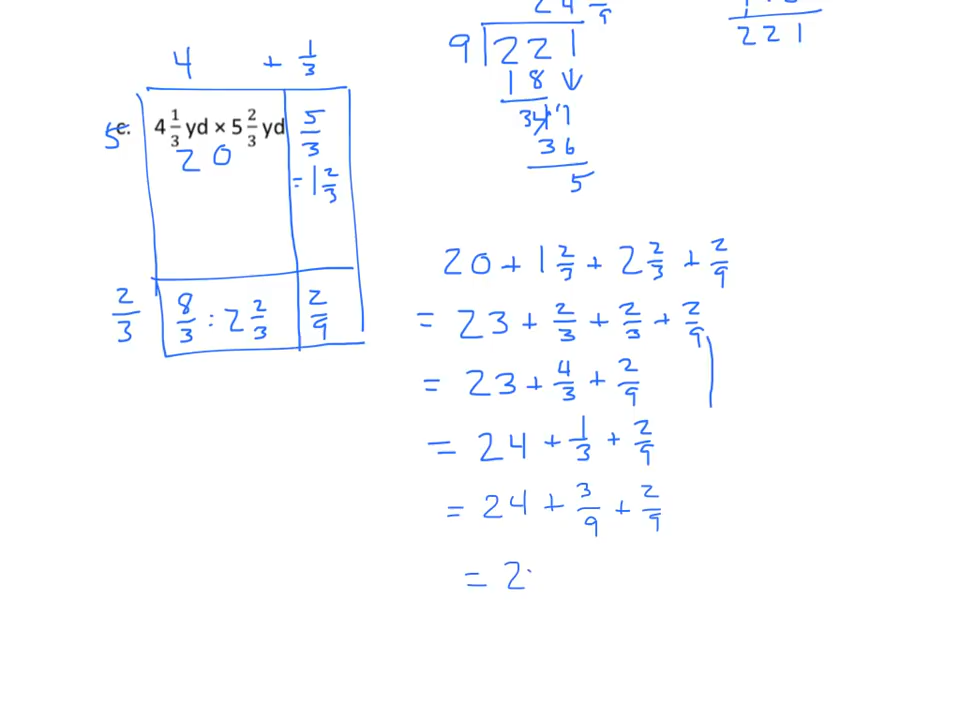 4 + 1/3
5 c. 4 1/3 yd × 5 2/3 yd 5/3
20 = 1 2/3
2/3 8/3 : 2 2/3 2/9
24 /9
9 221
18 ↓
34 17
36
5
221
20 + 1 2/3 + 2 2/3 + 2/9
= 23 + 2/3 + 2/3 + 2/9
= 23 + 4/3 + 2/9
= 24 + 1/3 + 2/9
= 24 + 3/9 + 2/9
= 2